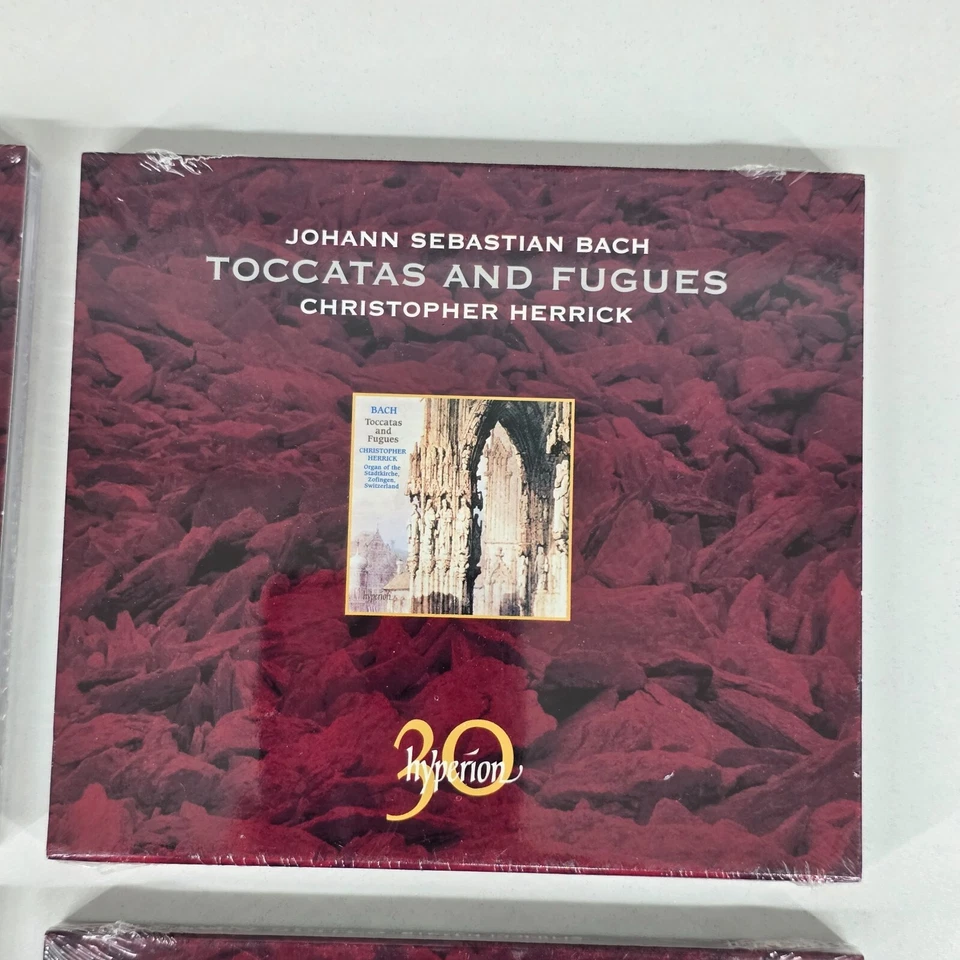 JOHANN SEBASTIAN BACH
TOCCATAS AND FUGUES
CHRISTOPHER HERRICK
BACH
Toccatas
and
Fugues
CHRISTOPHER
HERRICK
Organ of the
Stadtkirche,
Zofingen,
Switzerland
hyperion
30
hyperion